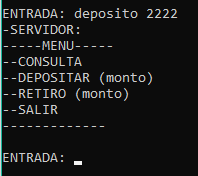 ENTRADA: deposito 2222
-SERVIDOR:
-----MENU-----
--CONSULTA
--DEPOSITAR (monto)
--RETIRO (monto)
--SALIR
-------------
ENTRADA: